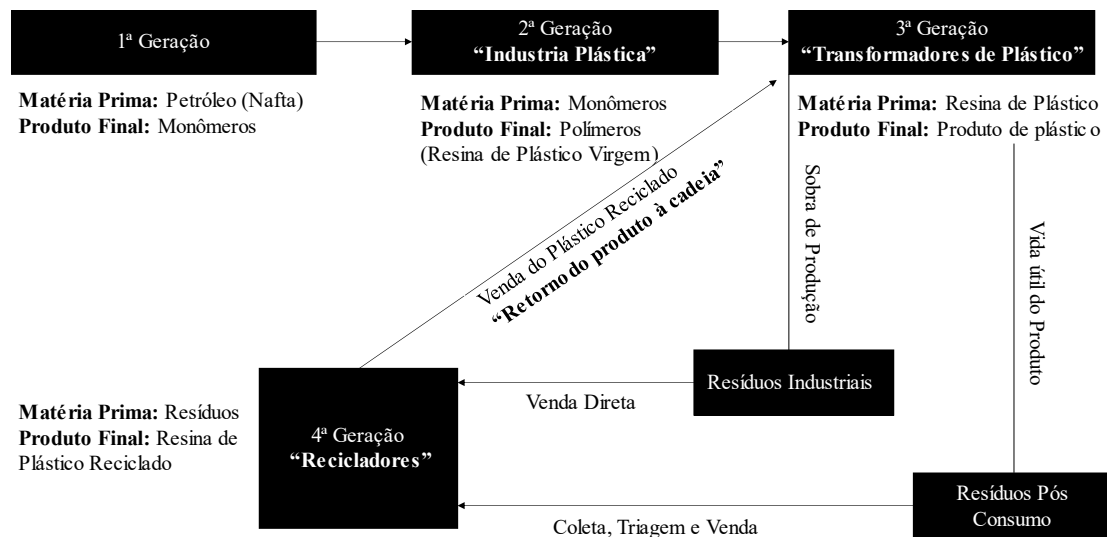 1ª Geração
2ª Geração
“Industria Plástica”
3ª Geração
“Transformadores de Plástico”
Matéria Prima: Petróleo (Nafta)
Produto Final: Monômeros
Matéria Prima: Monômeros
Produto Final: Polímeros
(Resina de Plástico Virgem)
Matéria Prima: Resina de Plástico
Produto Final: Produto de plástico
Venda do Plástico Reciclado
“Retorno do produto à cadeia”
Sobra de Produção
Vida útil do Produto
Resíduos Industriais
Venda Direta
Matéria Prima: Resíduos
Produto Final: Resina de
Plástico Reciclado
4ª Geração
“Recicladores”
Resíduos Pós
Consumo
Coleta, Triagem e Venda